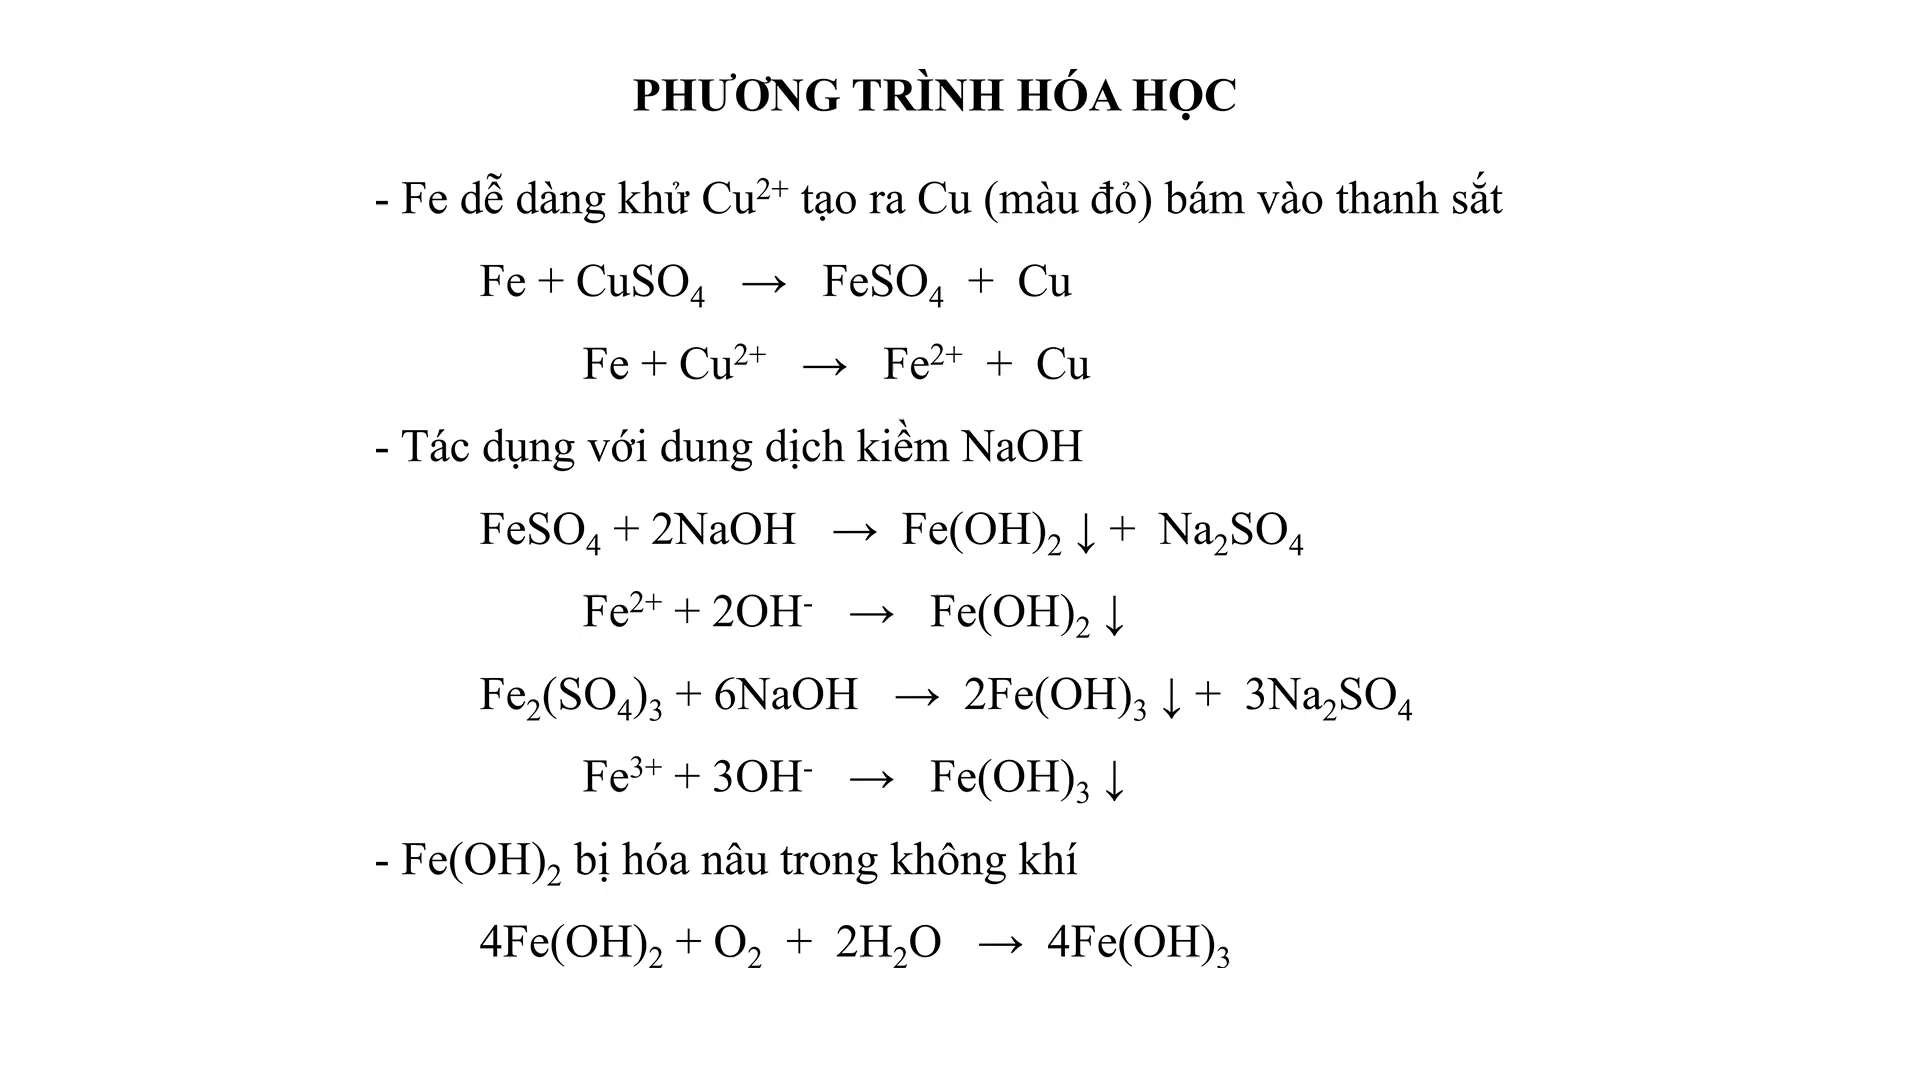 PHƯƠNG TRÌNH HÓA HỌC
- Fe dễ dàng khử Cu²⁺ tạo ra Cu (màu đỏ) bám vào thanh sắt
Fe + CuSO₄ → FeSO₄ + Cu
Fe + Cu²⁺ → Fe²⁺ + Cu
- Tác dụng với dung dịch kiềm NaOH
FeSO₄ + 2NaOH → Fe(OH)₂ ↓ + Na₂SO₄
Fe²⁺ + 2OH⁻ → Fe(OH)₂ ↓
Fe₂(SO₄)₃ + 6NaOH → 2Fe(OH)₃ ↓ + 3Na₂SO₄
Fe³⁺ + 3OH⁻ → Fe(OH)₃ ↓
- Fe(OH)₂ bị hóa nâu trong không khí
4Fe(OH)₂ + O₂ + 2H₂O → 4Fe(OH)₃